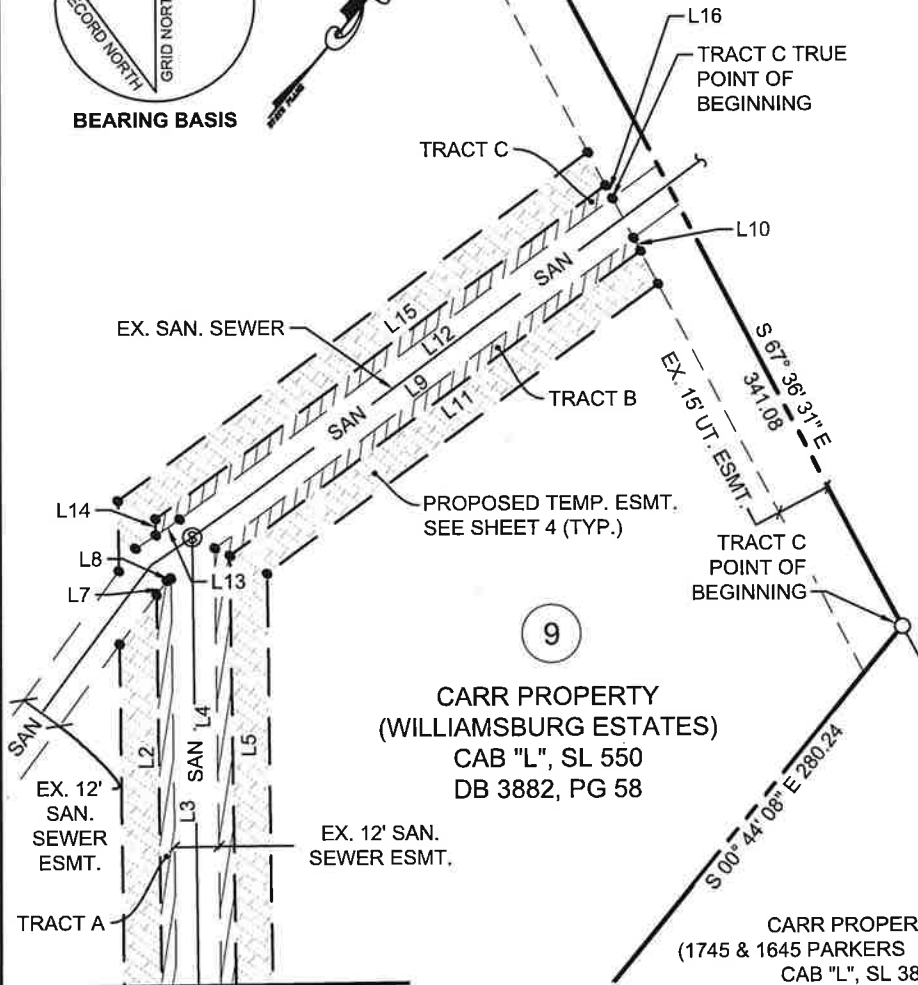 RECORD NORTH
GRID NORTH
BEARING BASIS
L16
TRACT C TRUE
POINT OF
BEGINNING
TRACT C
L10
SAN
EX. SAN. SEWER
L15
L12
L9
L11
SAN
TRACT B
S 67° 36' 31" E
341.08
EX. 15' UT. ESMT.
PROPOSED TEMP. ESMT.
SEE SHEET 4 (TYP.)
L14
L8
L7
L13
TRACT C
POINT OF
BEGINNING
9
CARR PROPERTY
(WILLIAMSBURG ESTATES)
CAB "L", SL 550
DB 3882, PG 58
SAN
L2
L3
SAN
L4
L5
EX. 12'
SAN.
SEWER
ESMT.
EX. 12' SAN.
SEWER ESMT.
TRACT A
S 00° 44' 08" E 280.24
CARR PROPER
(1745 & 1645 PARKERS
CAB "L", SL 38